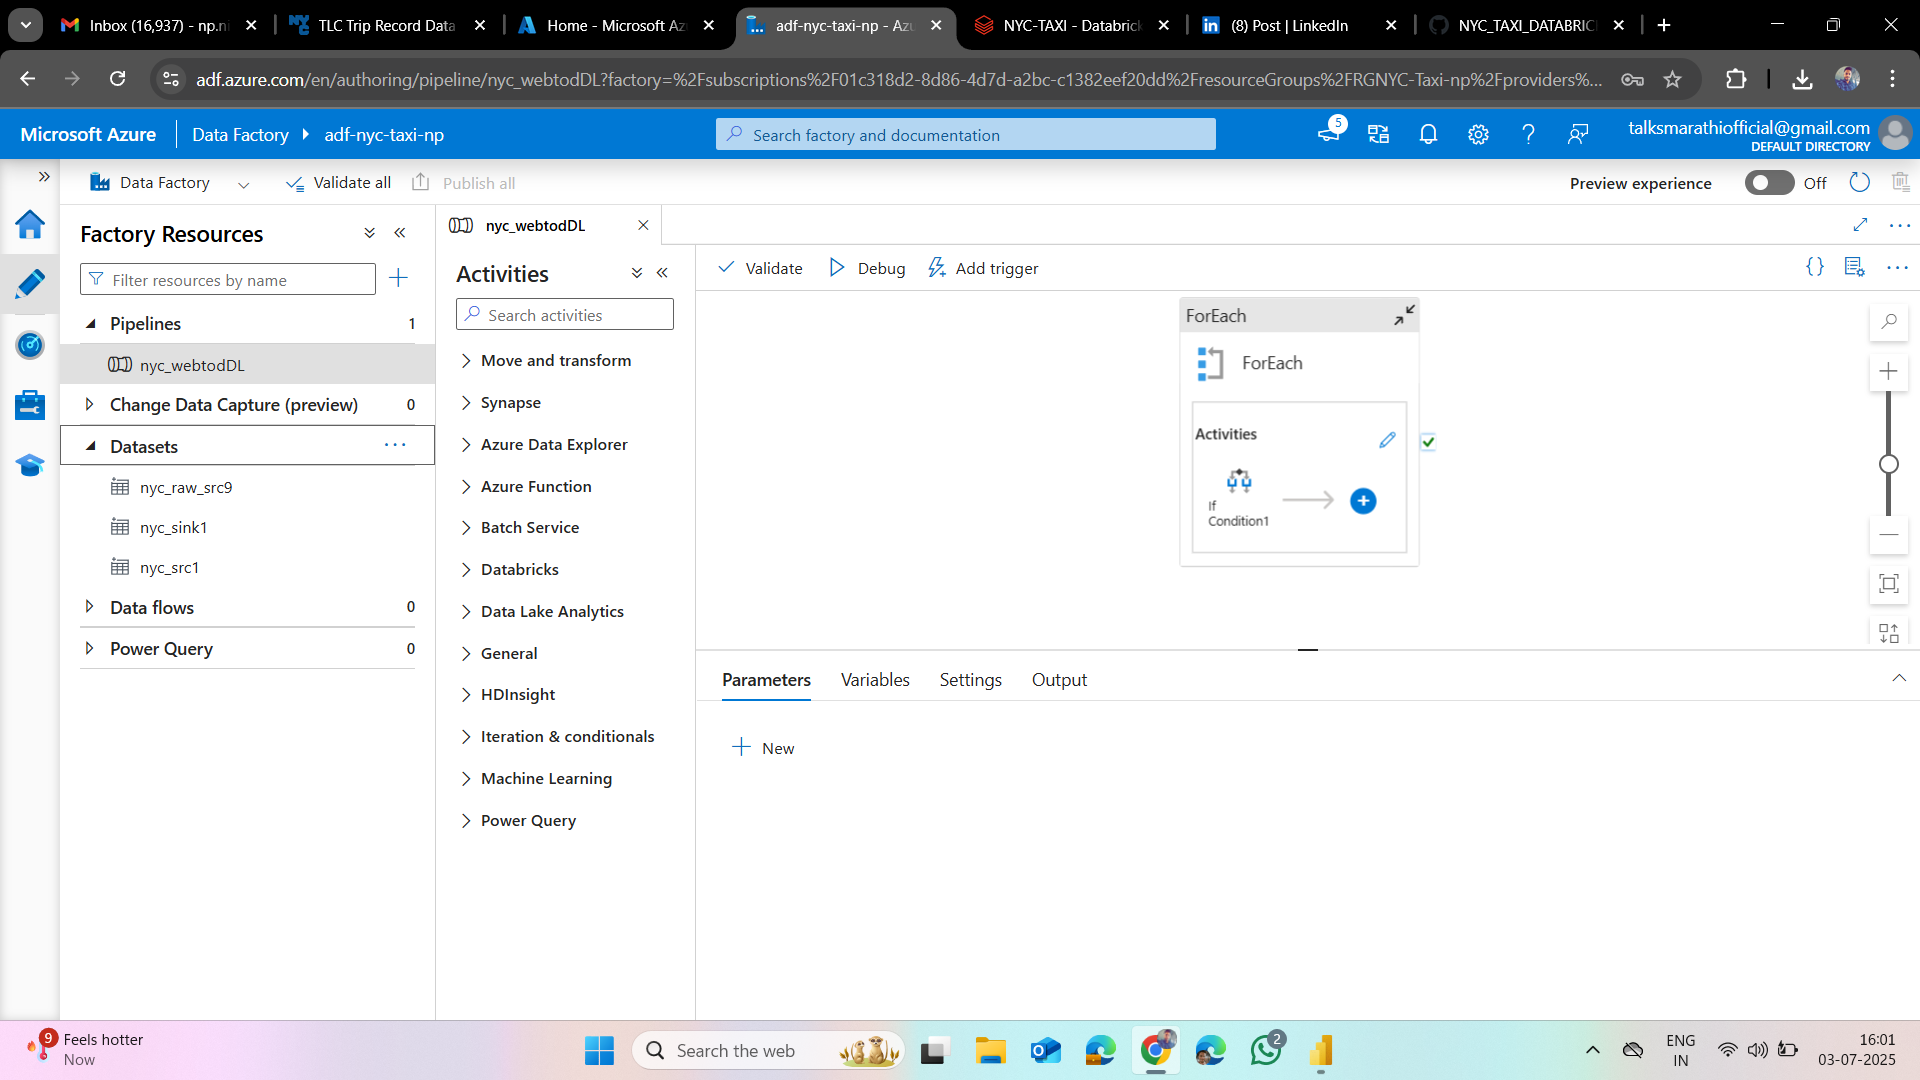 Inbox (16,937) - np.ni
TLC Trip Record Data
Home - Microsoft Az
adf-nyc-taxi-np - Azu
NYC-TAXI - Databrick
(8) Post | LinkedIn
NYC_TAXI_DATABRIC
adf.azure.com/en/authoring/pipeline/nyc_webtodDL?factory=%2Fsubscriptions%2F01c318d2-8d86-4d7d-a2bc-c1382eef20dd%2FresourceGroups%2FRGNYC-Taxi-np%2Fproviders%...
Microsoft Azure
Data Factory
adf-nyc-taxi-np
Search factory and documentation
5
talksmarathiofficial@gmail.com
DEFAULT DIRECTORY
Data Factory
Validate all
Publish all
Preview experience
Off
Factory Resources
Filter resources by name
Pipelines 1
nyc_webtodDL
Change Data Capture (preview) 0
Datasets
nyc_raw_src9
nyc_sink1
nyc_src1
Data flows 0
Power Query 0
nyc_webtodDL
Activities
Search activities
Move and transform
Synapse
Azure Data Explorer
Azure Function
Batch Service
Databricks
Data Lake Analytics
General
HDInsight
Iteration & conditionals
Machine Learning
Power Query
Validate
Debug
Add trigger
ForEach
ForEach
Activities
If
Condition1
Parameters
Variables
Settings
Output
New
9
Feels hotter
Now
Search the web
2
ENG
IN
16:01
03-07-2025